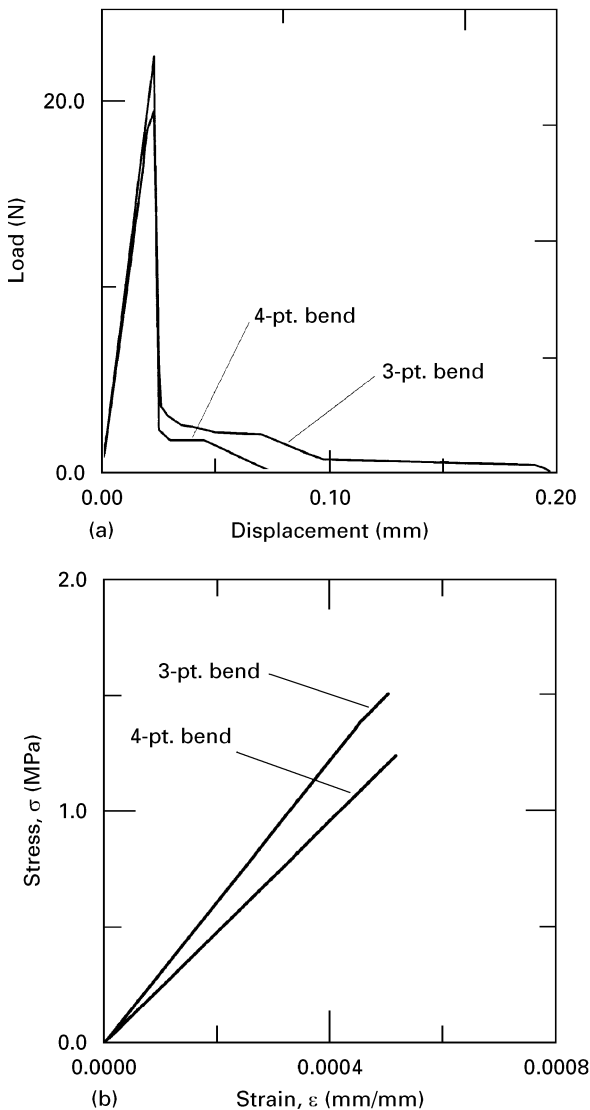 20.0
Load (N)
4-pt. bend
3-pt. bend
0.0
0.00 0.10 0.20
(a) Displacement (mm)
2.0
3-pt. bend
4-pt. bend
Stress, σ (MPa)
1.0
0.0
0.0000 0.0004 0.0008
(b) Strain, ε (mm/mm)